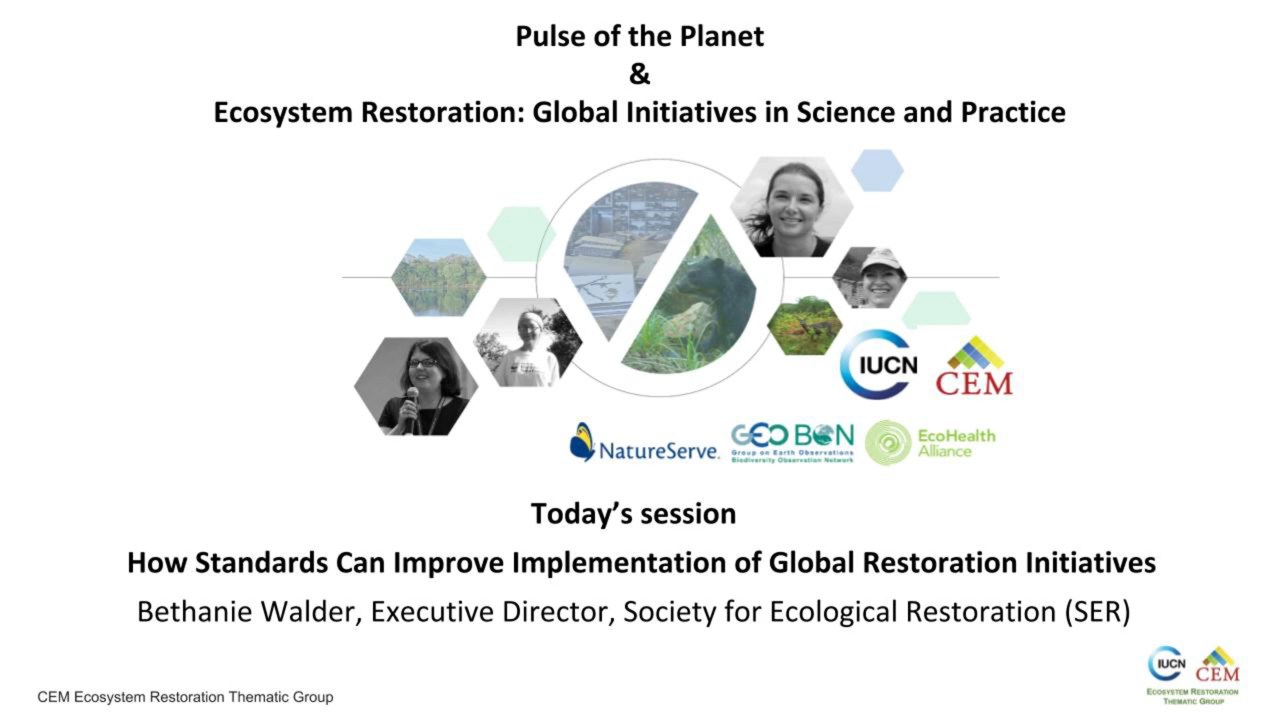 Pulse of the Planet
&
Ecosystem Restoration: Global Initiatives in Science and Practice
IUCN
CEM
NatureServe.
GEO BON
Group on Earth Observations
Biodiversity Observation Network
EcoHealth
Alliance
Today's session
How Standards Can Improve Implementation of Global Restoration Initiatives
Bethanie Walder, Executive Director, Society for Ecological Restoration (SER)
IUCN
CEM
ECOSYSTEM RESTORATION
THEMATIC GROUP
CEM Ecosystem Restoration Thematic Group